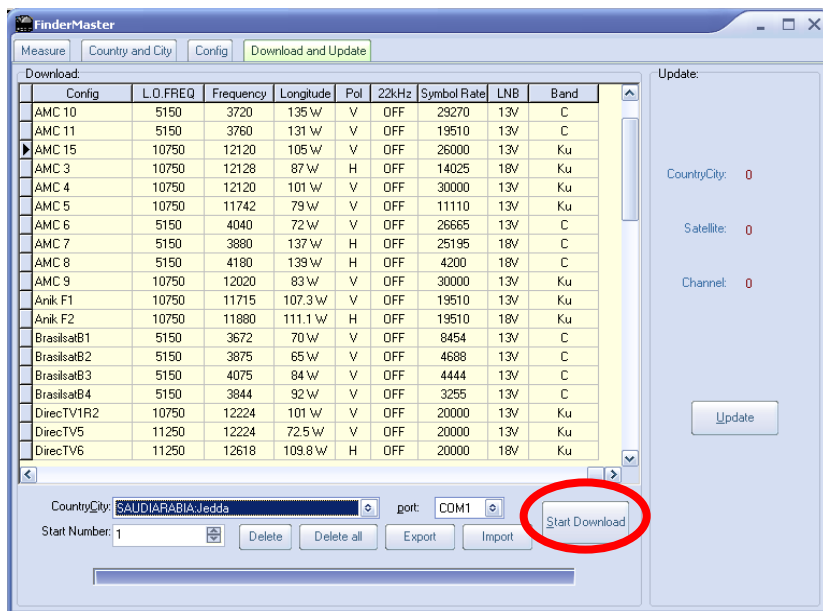 FinderMaster
Measure Country and City Config Download and Update
Download:
Config L.O.FREQ Frequency Longitude Pol 22kHz Symbol Rate LNB Band
AMC 10 5150 3720 135 W V OFF 29270 13V C
AMC 11 5150 3760 131 W V OFF 19510 13V C
AMC 15 10750 12120 105 W V OFF 26000 13V Ku
AMC 3 10750 12128 87 W H OFF 14025 18V Ku
AMC 4 10750 12120 101 W V OFF 30000 13V Ku
AMC 5 10750 11742 79 W V OFF 11110 13V Ku
AMC 6 5150 4040 72 W V OFF 26665 13V C
AMC 7 5150 3880 137 W H OFF 25195 18V C
AMC 8 5150 4180 139 W H OFF 4200 18V C
AMC 9 10750 12020 83 W V OFF 30000 13V Ku
Anik F1 10750 11715 107.3 W V OFF 19510 13V Ku
Anik F2 10750 11880 111.1 W H OFF 19510 18V Ku
BrasilsatB1 5150 3672 70 W V OFF 8454 13V C
BrasilsatB2 5150 3875 65 W V OFF 4688 13V C
BrasilsatB3 5150 4075 84 W V OFF 4444 13V C
BrasilsatB4 5150 3844 92 W V OFF 3255 13V C
DirecTV1R2 10750 12224 101 W V OFF 20000 13V Ku
DirecTV5 11250 12224 72.5 W V OFF 20000 13V Ku
DirecTV6 11250 12618 109.8 W H OFF 20000 18V Ku
CountryCity: SAUDIARABIA:Jedda port: COM1
Start Number: 1 Delete Delete all Export Import Start Download
Update:
CountryCity: 0
Satellite: 0
Channel: 0
Update